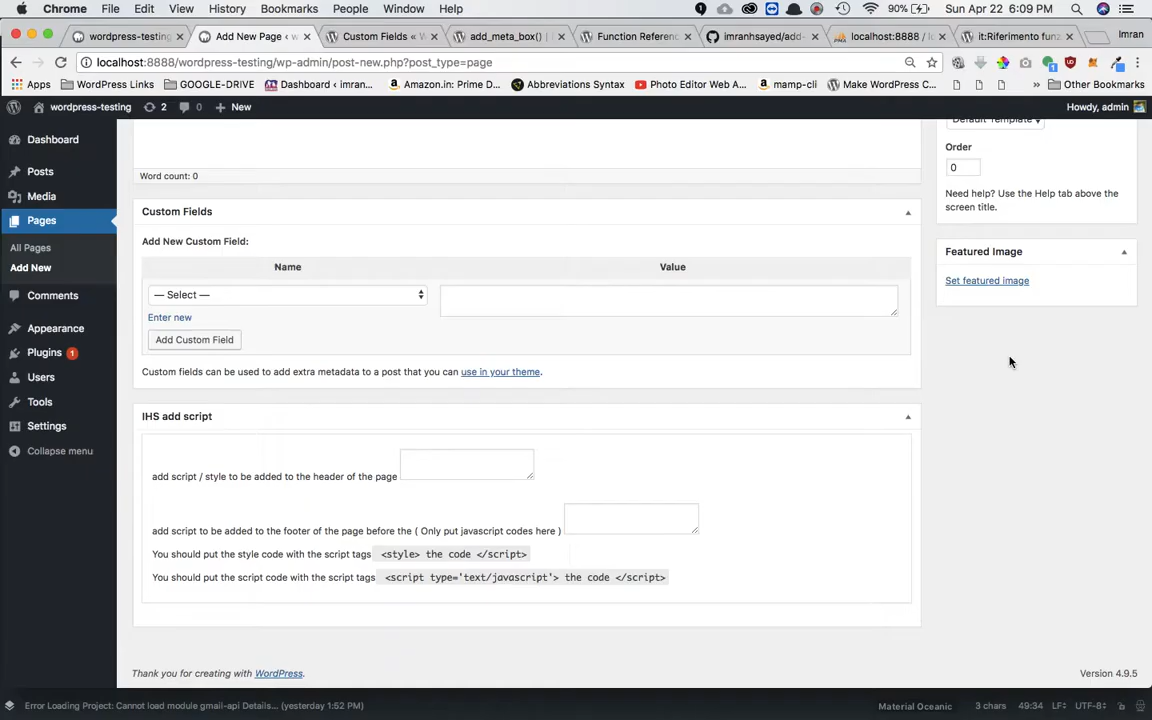 Chrome File Edit View History Bookmarks People Window Help 90% Sun Apr 22 6:09 PM
wordpress-testing Add New Page ‹ w Custom Fields « W add_meta_box() | Function Referenc imranhsayed/add- localhost:8888 / lo it:Riferimento funz Imran
localhost:8888/wordpress-testing/wp-admin/post-new.php?post_type=page
Apps WordPress Links GOOGLE-DRIVE Dashboard ‹ imran... Amazon.in: Prime D... Abbreviations Syntax Photo Editor Web A... mamp-cli Make WordPress C... » Other Bookmarks
wordpress-testing 2 0 + New Howdy, admin
Dashboard
Posts
Media
Pages
All Pages
Add New
Comments
Appearance
Plugins 1
Users
Tools
Settings
Collapse menu
Word count: 0
Custom Fields
Add New Custom Field:
Name Value
— Select —
Enter new
Add Custom Field
Custom fields can be used to add extra metadata to a post that you can use in your theme.
IHS add script
add script / style to be added to the header of the page
add script to be added to the footer of the page before the ( Only put javascript codes here )
You should put the style code with the script tags <style> the code </script>
You should put the script code with the script tags <script type='text/javascript'> the code </script>
Default Template
Order
0
Need help? Use the Help tab above the
screen title.
Featured Image
Set featured image
Thank you for creating with WordPress. Version 4.9.5
Error Loading Project: Cannot load module gmail-api Details... (yesterday 1:52 PM) Material Oceanic 3 chars 49:34 LF÷ UTF-8÷